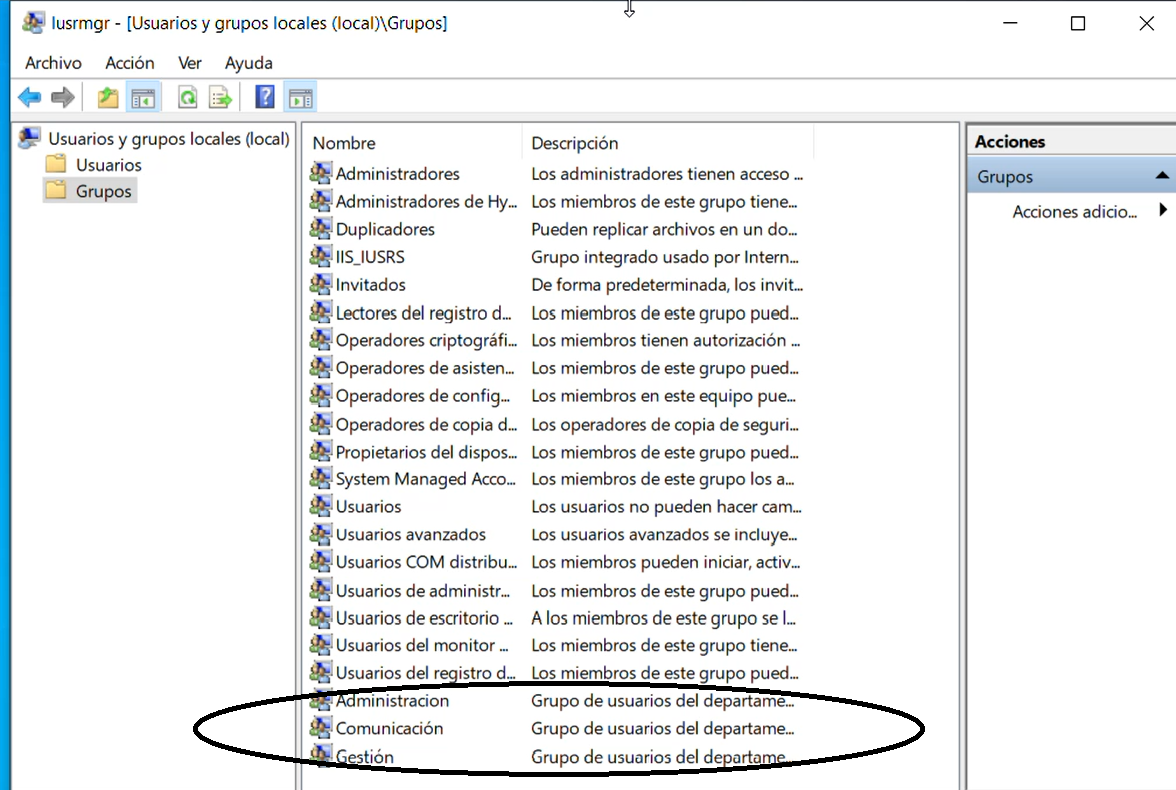 lusrmgr - [Usuarios y grupos locales (local)\Grupos]
Archivo Acción Ver Ayuda
Usuarios y grupos locales (local)
Usuarios
Grupos
Nombre Descripción
Administradores Los administradores tienen acceso ...
Administradores de Hy... Los miembros de este grupo tiene...
Duplicadores Pueden replicar archivos en un do...
IIS_IUSRS Grupo integrado usado por Intern...
Invitados De forma predeterminada, los invit...
Lectores del registro d... Los miembros de este grupo pued...
Operadores criptográfi... Los miembros tienen autorización ...
Operadores de asisten... Los miembros de este grupo pued...
Operadores de config... Los miembros en este equipo pue...
Operadores de copia d... Los operadores de copia de seguri...
Propietarios del dispos... Los miembros de este grupo pued...
System Managed Acco... Los miembros de este grupo los a...
Usuarios Los usuarios no pueden hacer cam...
Usuarios avanzados Los usuarios avanzados se incluye...
Usuarios COM distribu... Los miembros pueden iniciar, activ...
Usuarios de administr... Los miembros de este grupo pued...
Usuarios de escritorio ... A los miembros de este grupo se l...
Usuarios del monitor ... Los miembros de este grupo tiene...
Usuarios del registro d... Los miembros de este grupo pued...
Administracion Grupo de usuarios del departame...
Comunicación Grupo de usuarios del departame...
Gestión Grupo de usuarios del departame...
Acciones
Grupos
Acciones adicio...